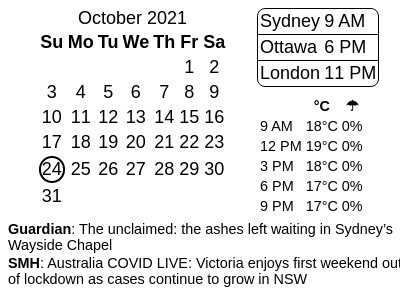 October 2021
Su Mo Tu We Th Fr Sa
1 2
3 4 5 6 7 8 9
10 11 12 13 14 15 16
17 18 19 20 21 22 23
24 25 26 27 28 29 30
31
Sydney 9 AM
Ottawa 6 PM
London 11 PM
°C ☂
9 AM 18°C 0%
12 PM 19°C 0%
3 PM 18°C 0%
6 PM 17°C 0%
9 PM 17°C 0%
Guardian: The unclaimed: the ashes left waiting in Sydney’s
Wayside Chapel
SMH: Australia COVID LIVE: Victoria enjoys first weekend out
of lockdown as cases continue to grow in NSW